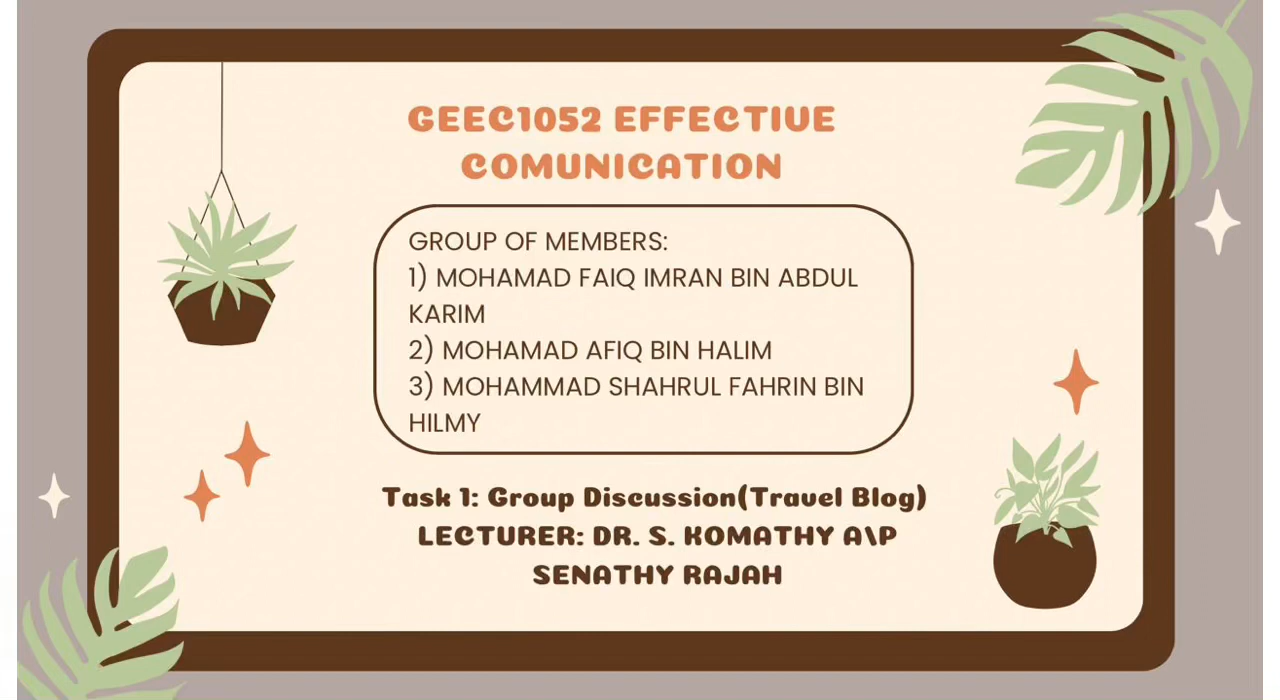 GEEC1052 EFFECTIVE
COMUNICATION
GROUP OF MEMBERS:
1) MOHAMAD FAIQ IMRAN BIN ABDUL
KARIM
2) MOHAMAD AFIQ BIN HALIM
3) MOHAMMAD SHAHRUL FAHRIN BIN
HILMY
Task 1: Group Discussion(Travel Blog)
LECTURER: DR. S. KOMATHY A\P
SENATHY RAJAH